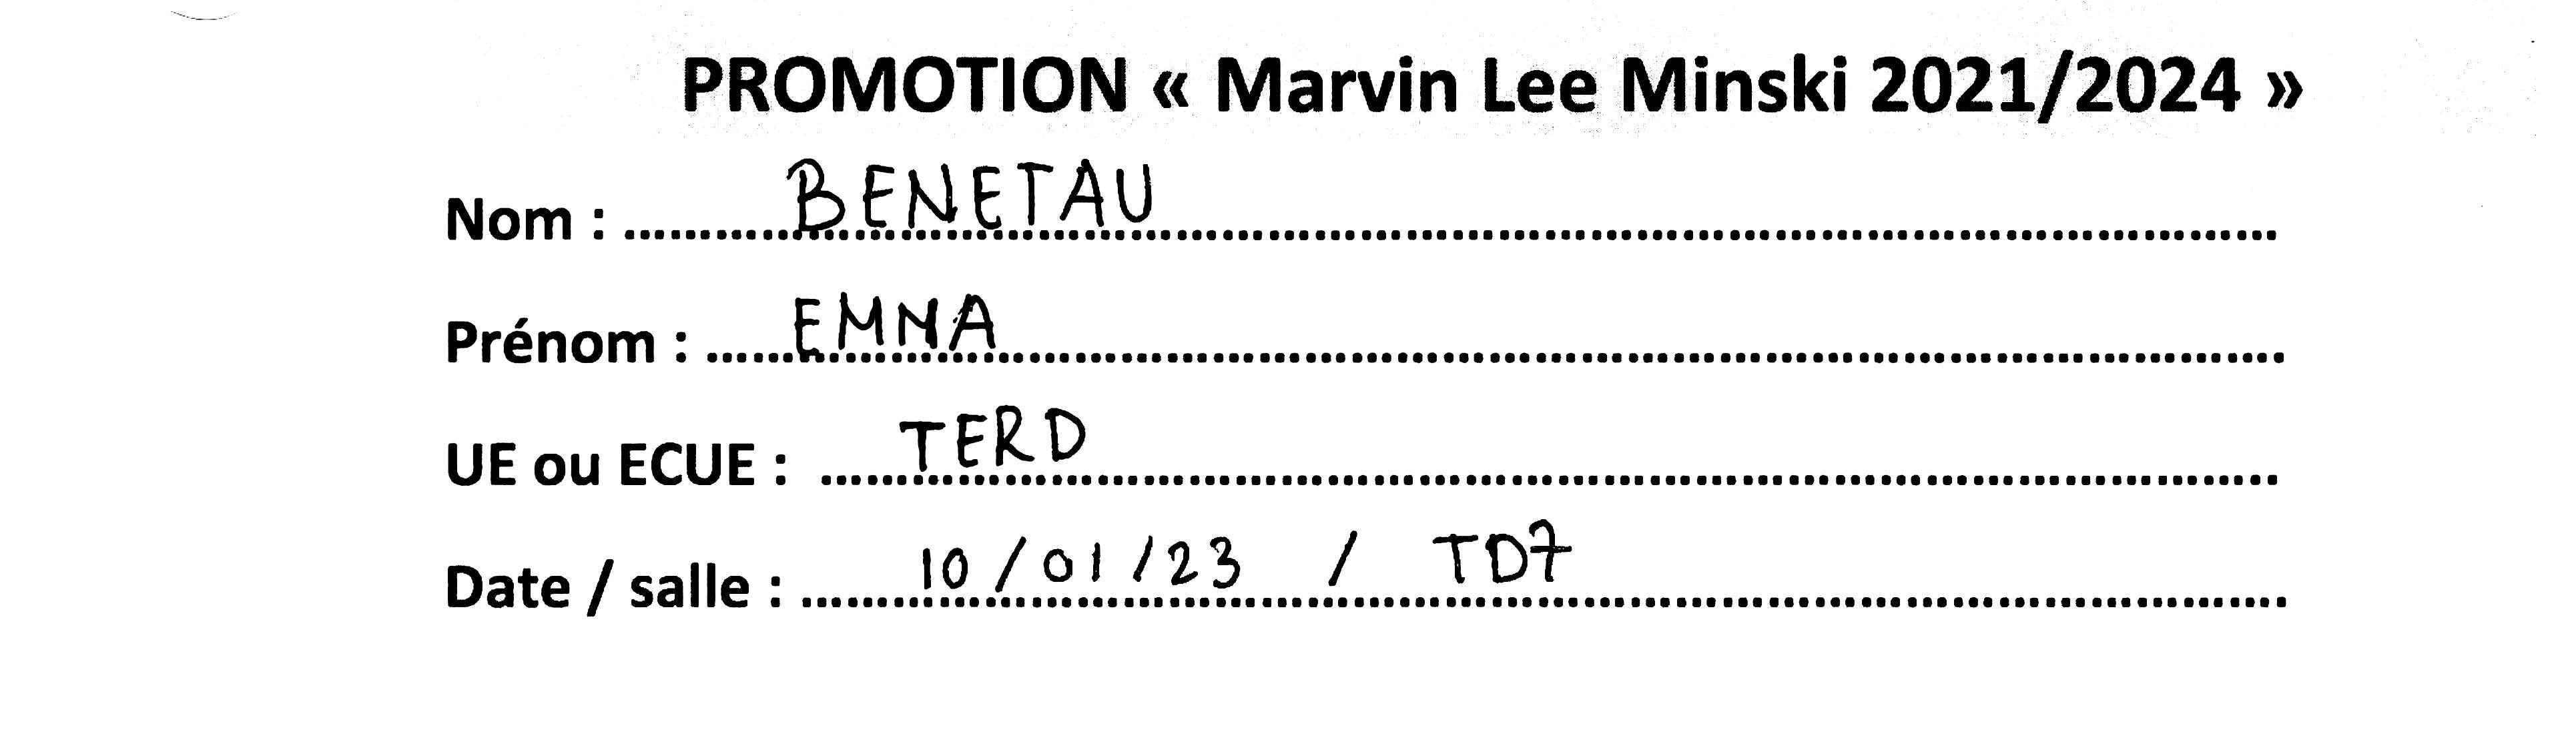 PROMOTION « Marvin Lee Minski 2021/2024 »
Nom : BENETAU
Prénom : EMNA
UE ou ECUE : TERD
Date / salle : 10/01/23 / TD7